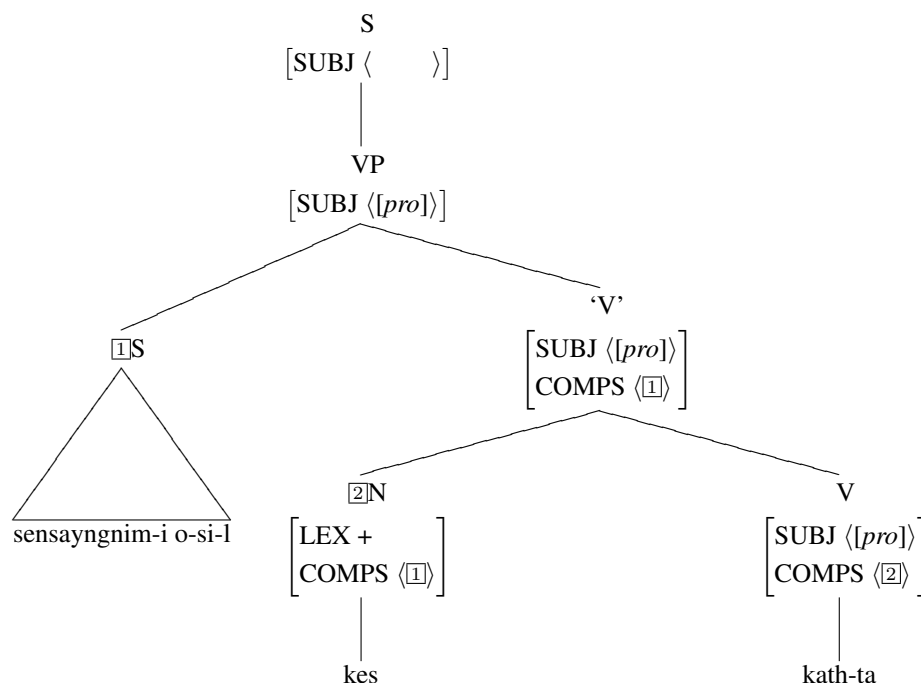 S
[SUBJ ⟨ ⟩]
VP
[SUBJ ⟨[pro]⟩]
‘V’
1S
[SUBJ ⟨[pro]⟩
COMPS ⟨1⟩]
2N
V
sensayngnim-i o-si-l
[LEX +
COMPS ⟨1⟩]
[SUBJ ⟨[pro]⟩
COMPS ⟨2⟩]
kes
kath-ta